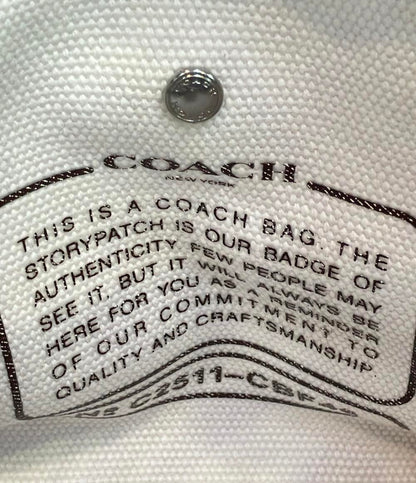 COACH
NEW YORK
THIS IS A COACH BAG. THE
STORYPATCH IS OUR BADGE OF
AUTHENTICITY FEW PEOPLE MAY
SEE IT, BUT IT WILL ALWAYS BE
HERE FOR YOU AS A REMINDER
OF OUR COMMITMENT TO
QUALITY AND CRAFTSMANSHIP.
C2511-CBF48